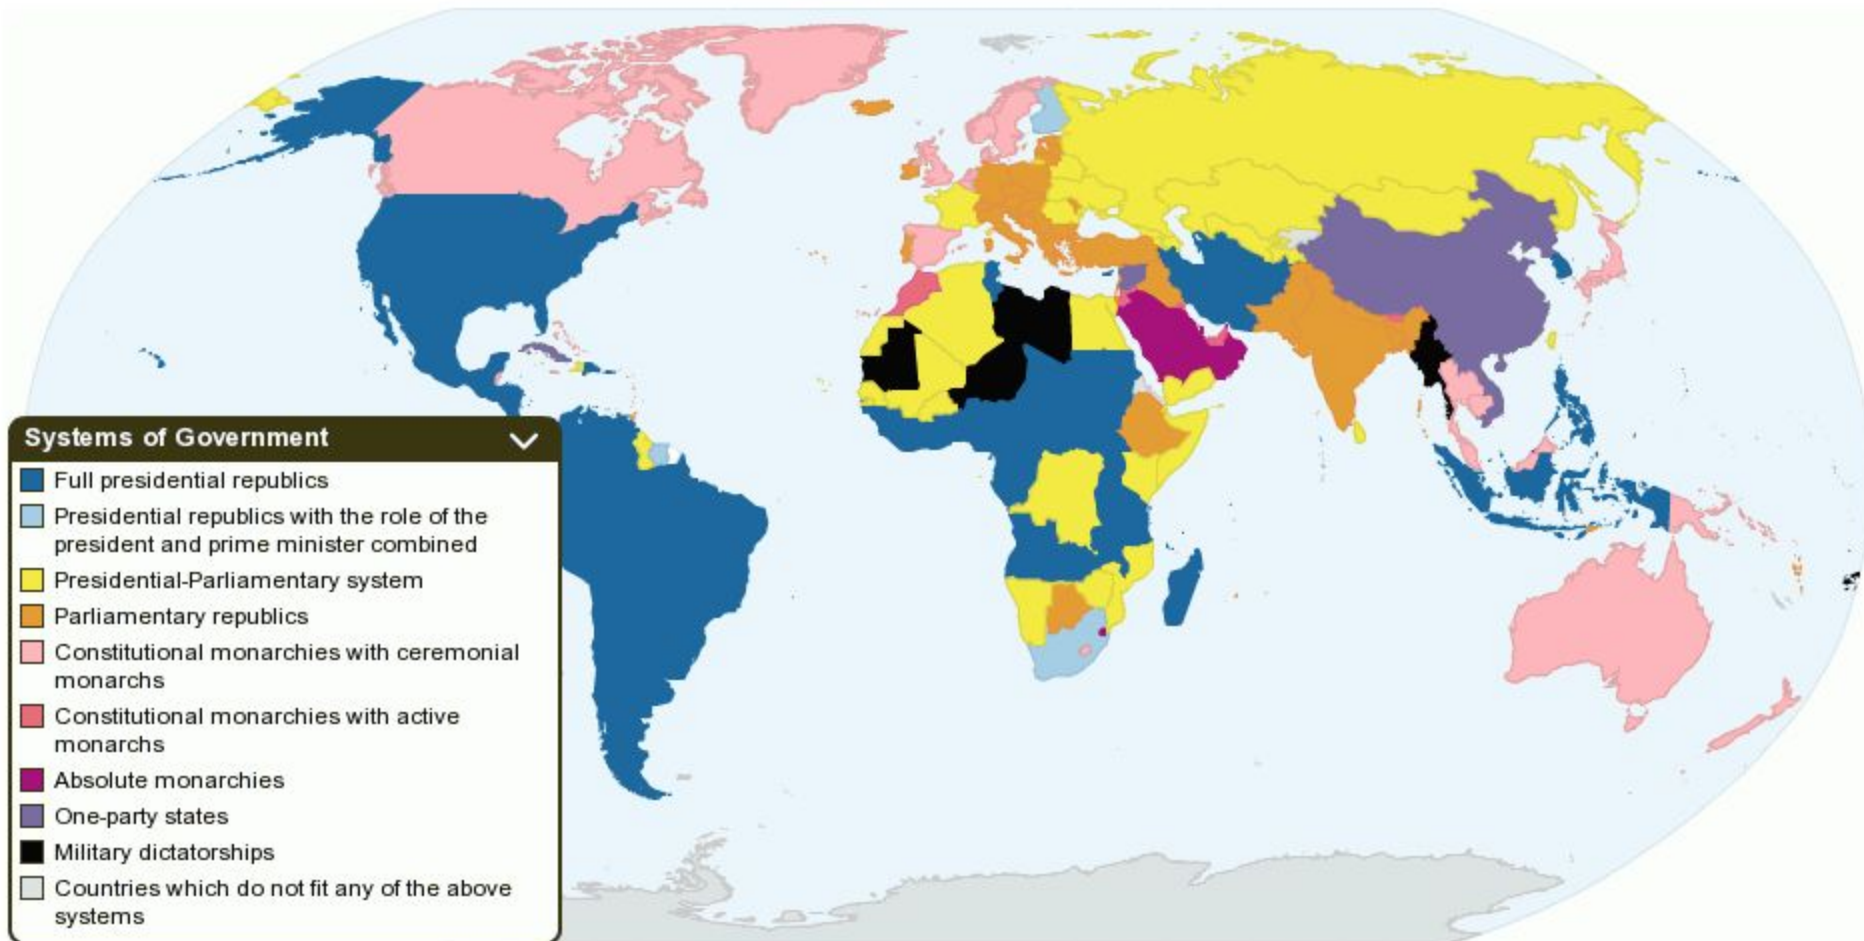 Systems of Government
Full presidential republics
Presidential republics with the role of the
president and prime minister combined
Presidential-Parliamentary system
Parliamentary republics
Constitutional monarchies with ceremonial
monarchs
Constitutional monarchies with active
monarchs
Absolute monarchies
One-party states
Military dictatorships
Countries which do not fit any of the above
systems